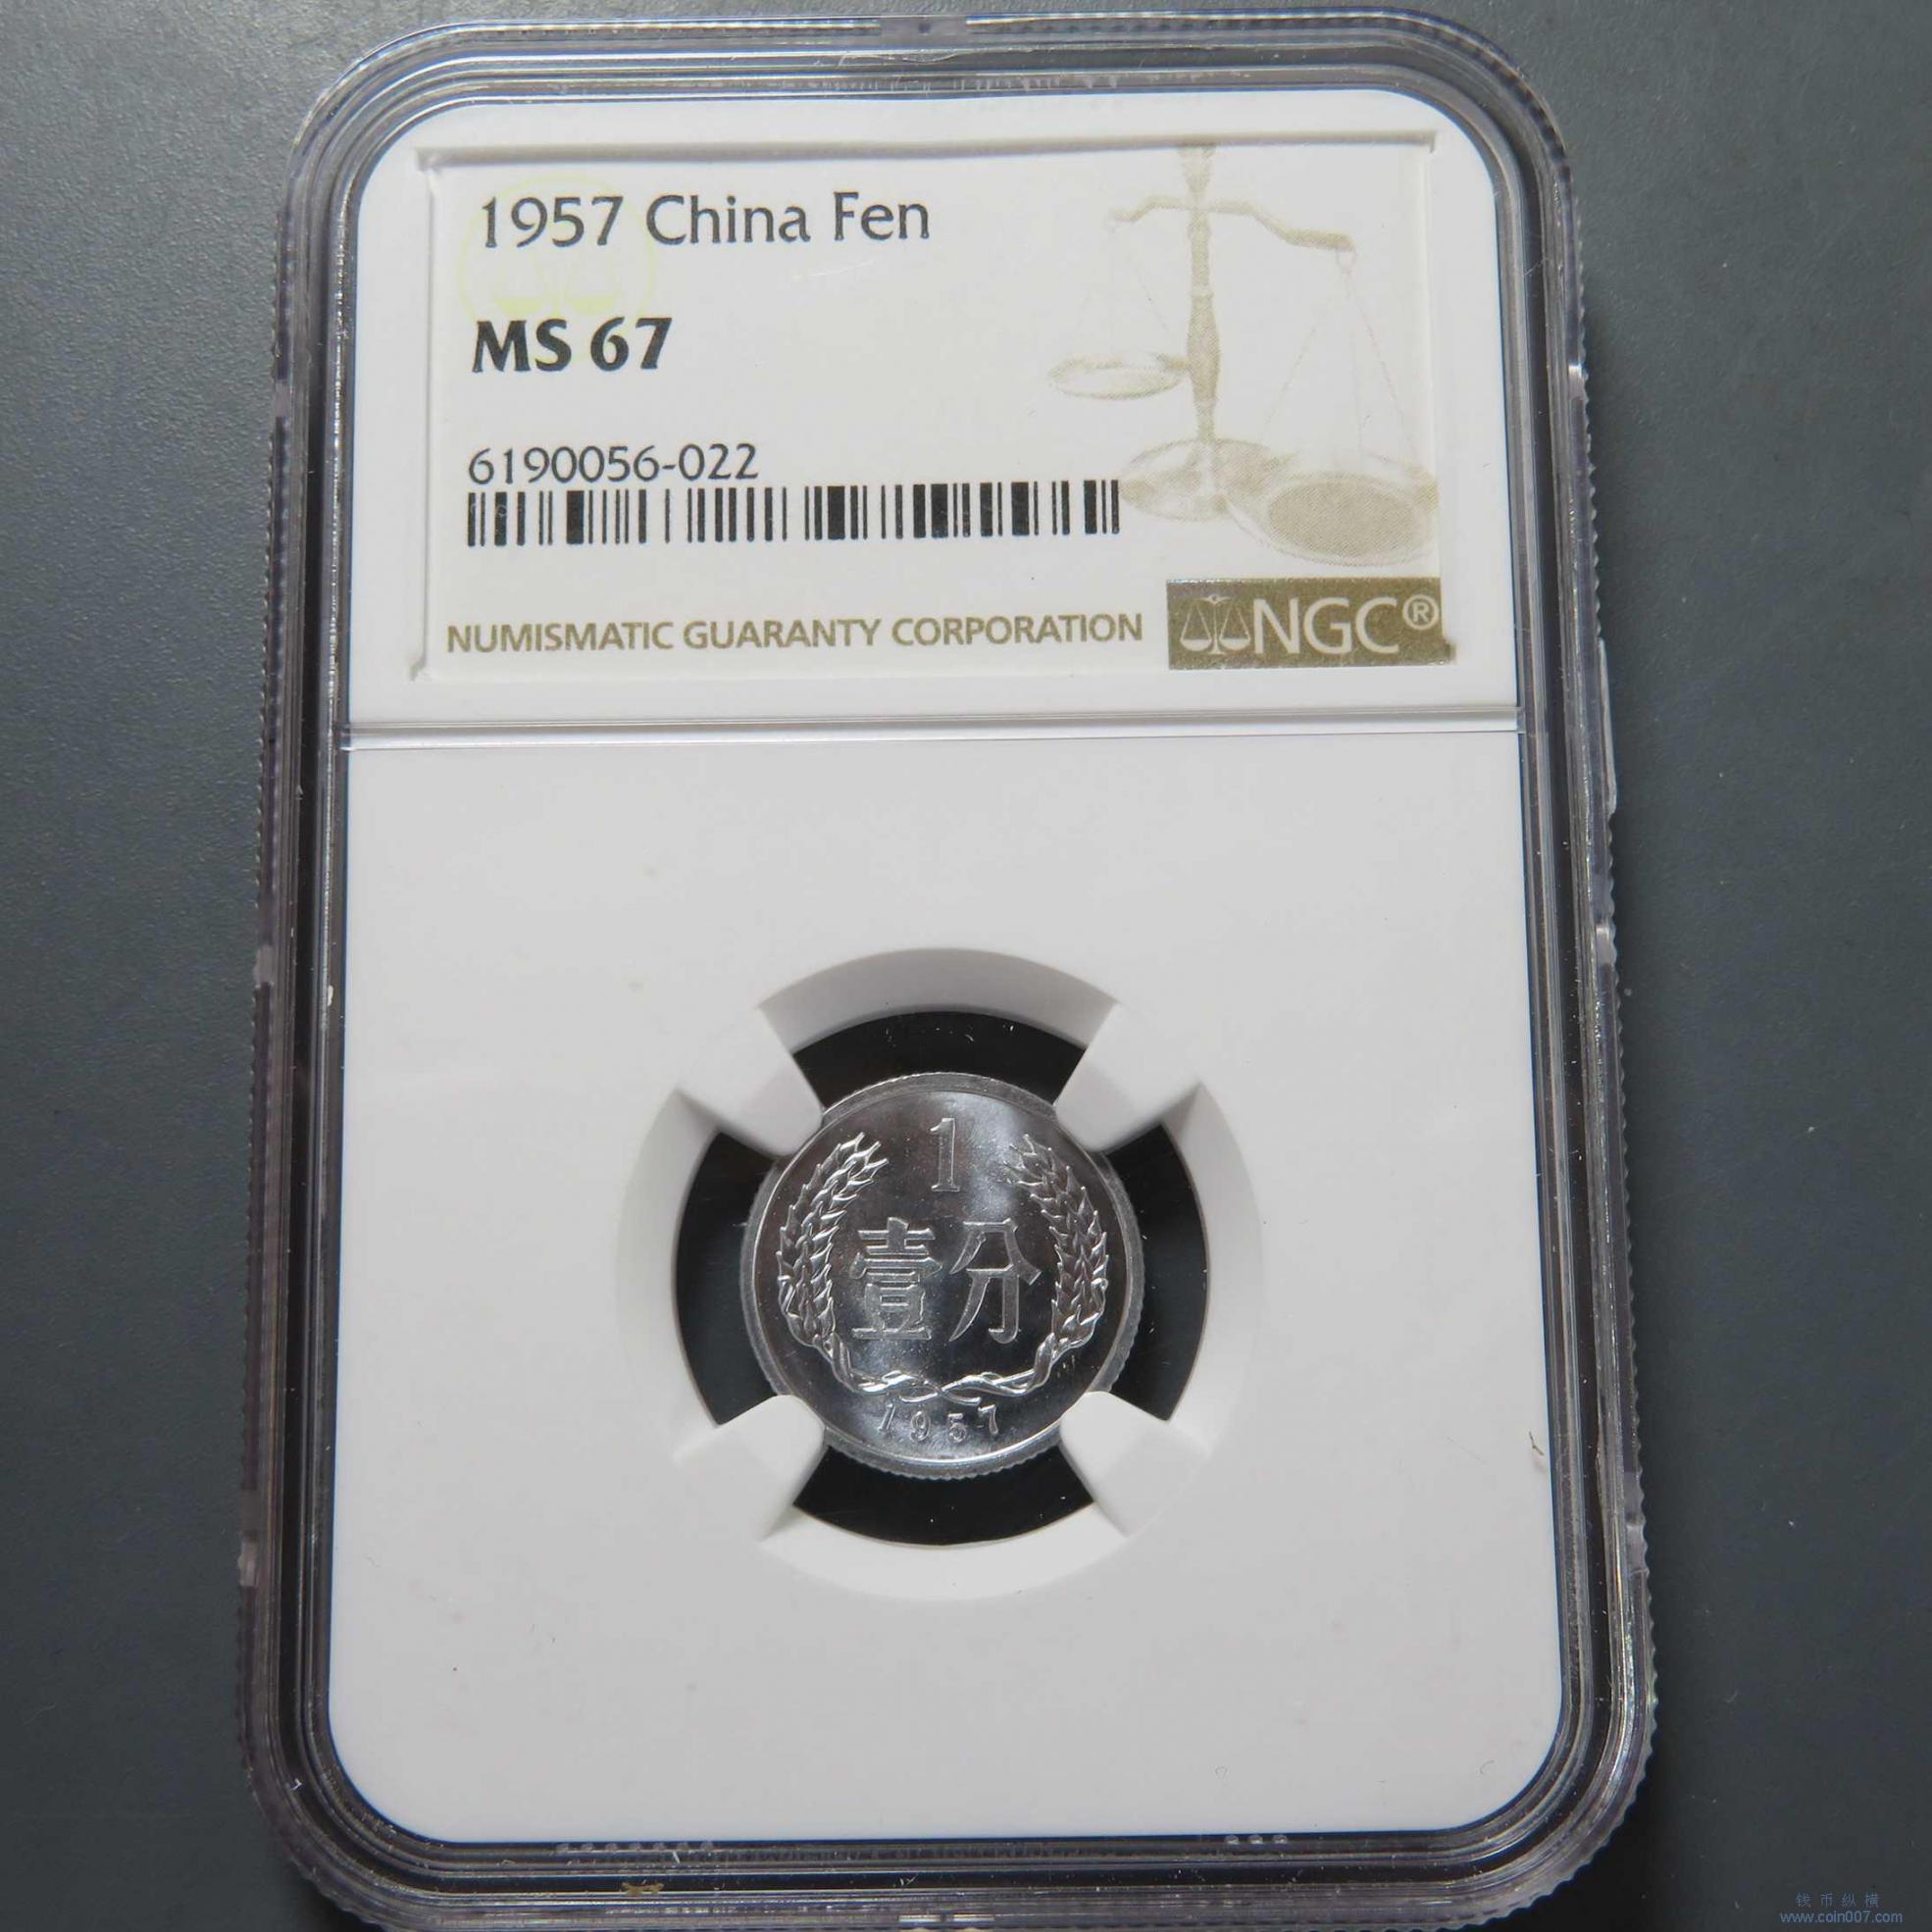 1957 China Fen
MS 67
6190056-022
NUMISMATIC GUARANTY CORPORATION
NGC®
1
壹分
1957
钱币纵横
www.coin007.com